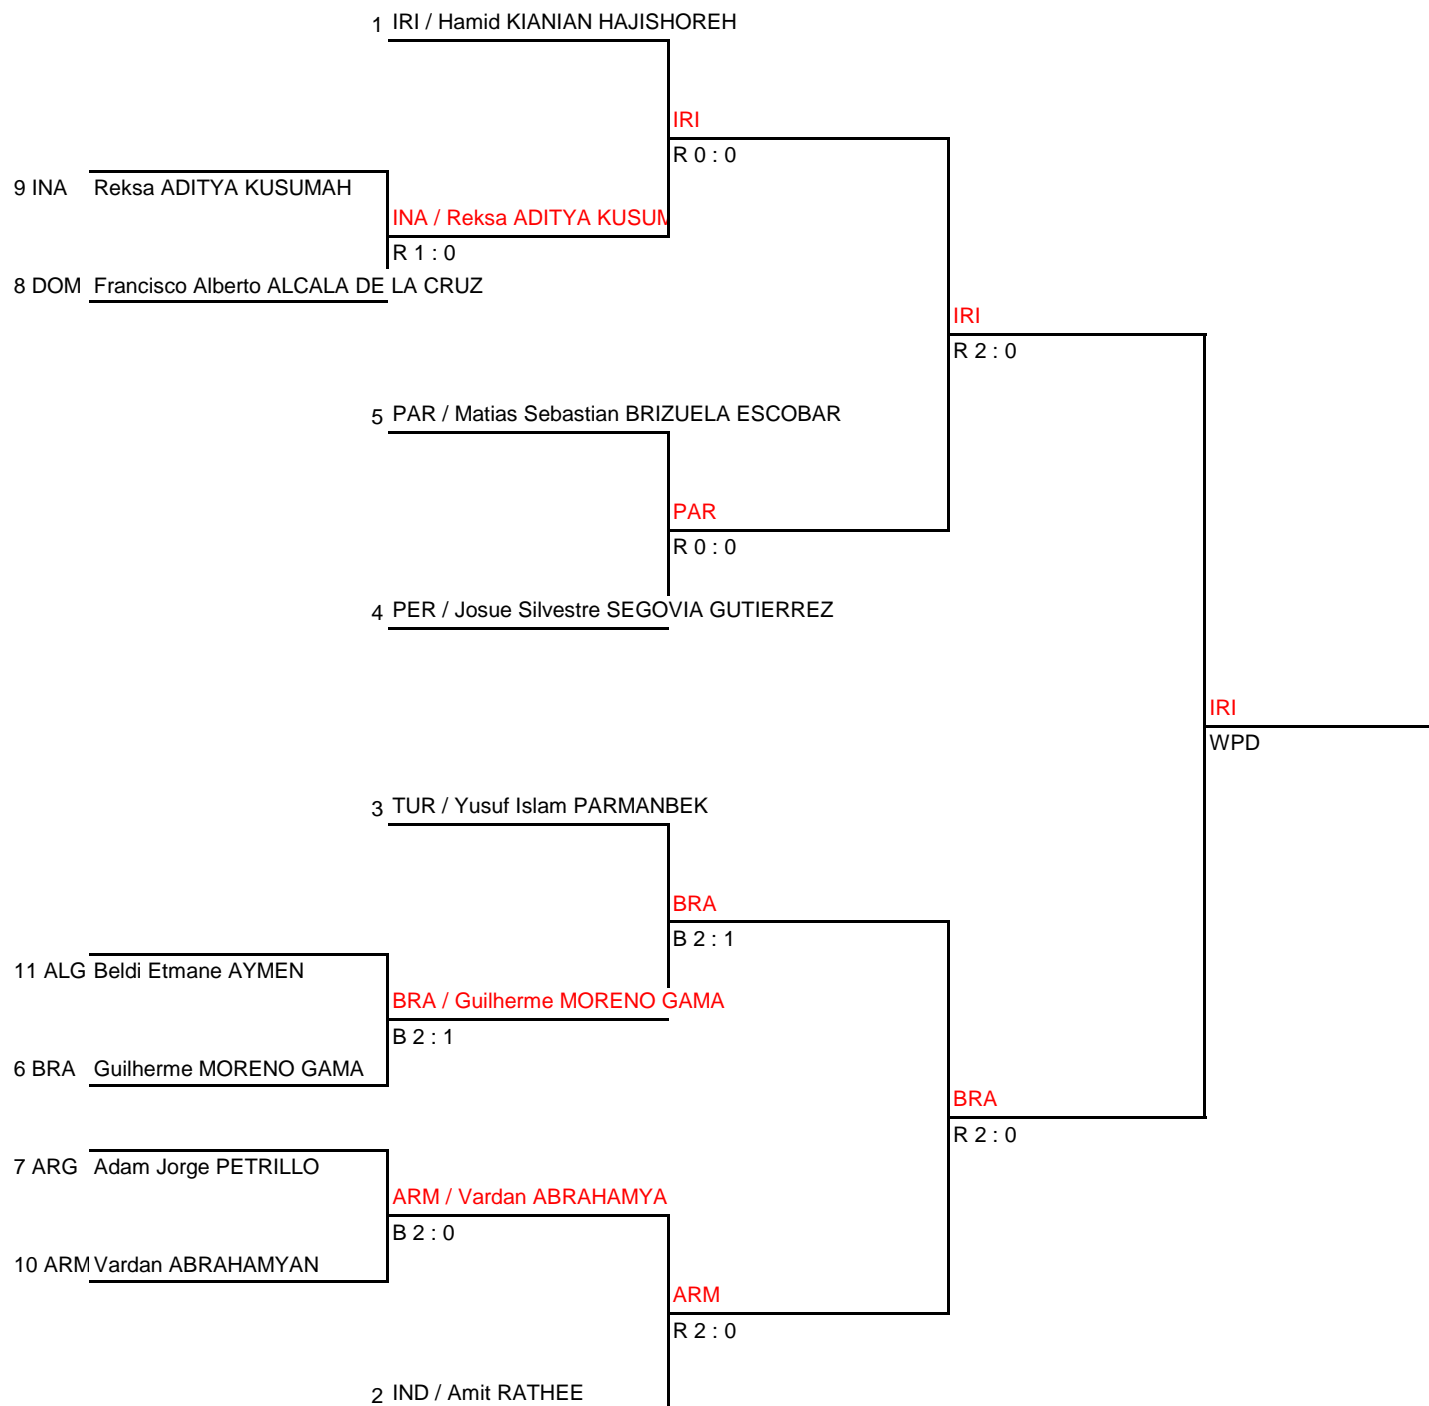 1 IRI / Hamid KIANIAN HAJISHOREH
IRI
R 0 : 0
9 INA Reksa ADITYA KUSUMAH
INA / Reksa ADITYA KUSUM
R 1 : 0
8 DOM Francisco Alberto ALCALA DE LA CRUZ
IRI
R 2 : 0
5 PAR / Matias Sebastian BRIZUELA ESCOBAR
PAR
R 0 : 0
4 PER / Josue Silvestre SEGOVIA GUTIERREZ
IRI
WPD
3 TUR / Yusuf Islam PARMANBEK
BRA
B 2 : 1
11 ALG Beldi Etmane AYMEN
BRA / Guilherme MORENO GAMA
B 2 : 1
6 BRA Guilherme MORENO GAMA
BRA
R 2 : 0
7 ARG Adam Jorge PETRILLO
ARM / Vardan ABRAHAMYA
B 2 : 0
10 ARM Vardan ABRAHAMYAN
ARM
R 2 : 0
2 IND / Amit RATHEE